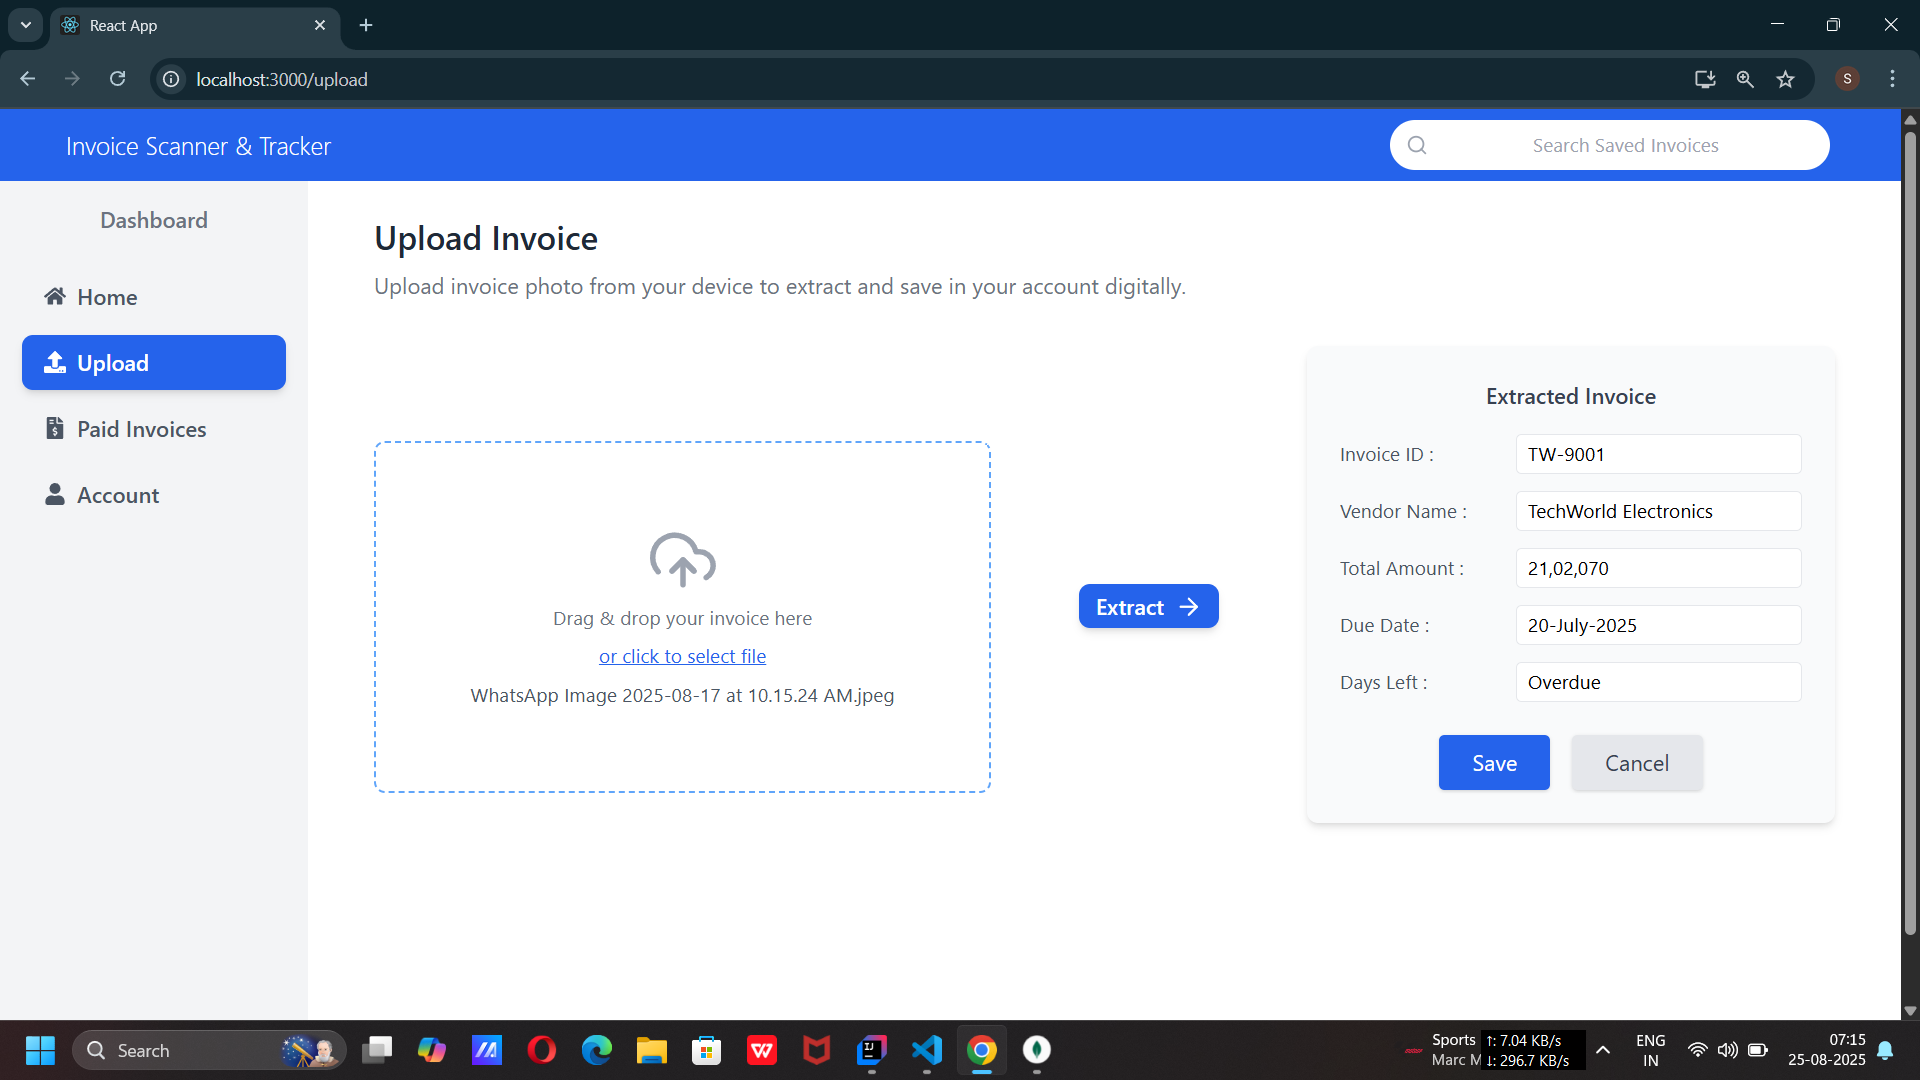 React App
localhost:3000/upload
S
Invoice Scanner & Tracker
Search Saved Invoices
Dashboard
Home
Upload
Paid Invoices
Account
Upload Invoice
Upload invoice photo from your device to extract and save in your account digitally.
Drag & drop your invoice here
or click to select file
WhatsApp Image 2025-08-17 at 10.15.24 AM.jpeg
Extract
Extracted Invoice
Invoice ID : TW-9001
Vendor Name : TechWorld Electronics
Total Amount : 21,02,070
Due Date : 20-July-2025
Days Left : Overdue
Save Cancel
Search
Sports
Marc M
↑: 7.04 KB/s
↓: 296.7 KB/s
ENG
IN
07:15
25-08-2025